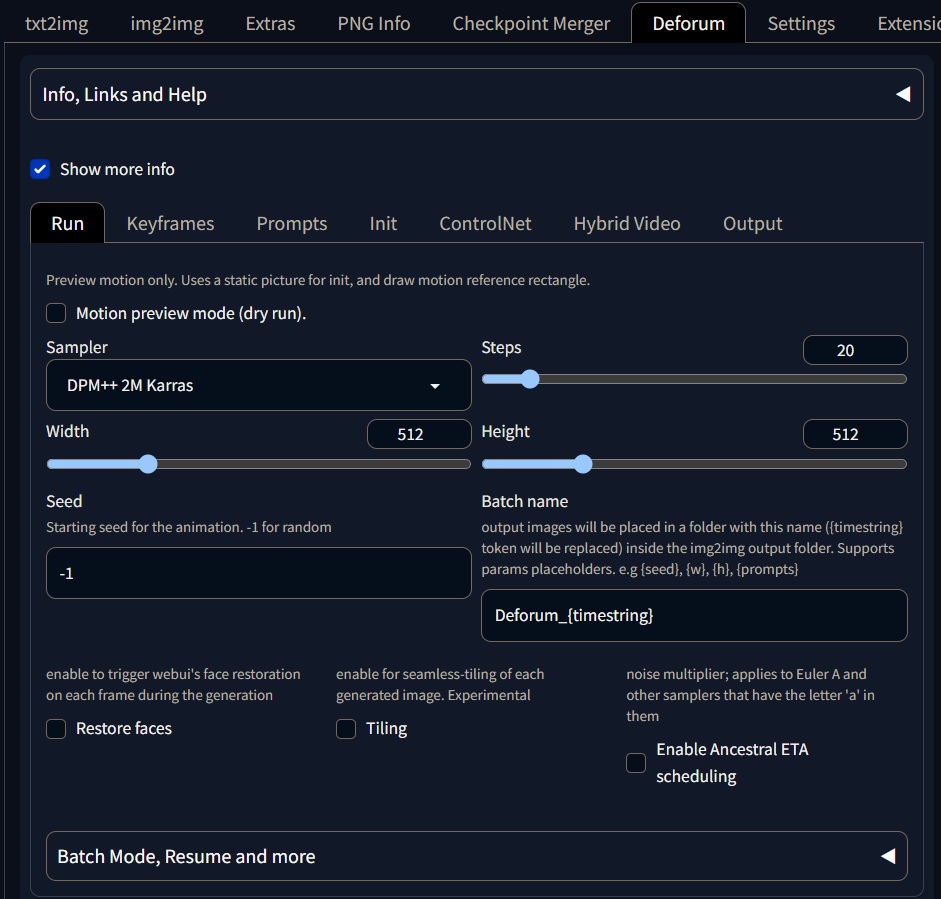 txt2img img2img Extras PNG Info Checkpoint Merger Deforum Settings Extensio
Info, Links and Help
Show more info
Run Keyframes Prompts Init ControlNet Hybrid Video Output
Preview motion only. Uses a static picture for init, and draw motion reference rectangle.
Motion preview mode (dry run).
Sampler
DPM++ 2M Karras
Steps 20
Width 512
Height 512
Seed
Starting seed for the animation. -1 for random
-1
Batch name
output images will be placed in a folder with this name ({timestring}
token will be replaced) inside the img2img output folder. Supports
params placeholders. e.g {seed}, {w}, {h}, {prompts}
Deforum_{timestring}
enable to trigger webui's face restoration
on each frame during the generation
Restore faces
enable for seamless-tiling of each
generated image. Experimental
Tiling
noise multiplier; applies to Euler A and
other samplers that have the letter 'a' in
them
Enable Ancestral ETA
scheduling
Batch Mode, Resume and more